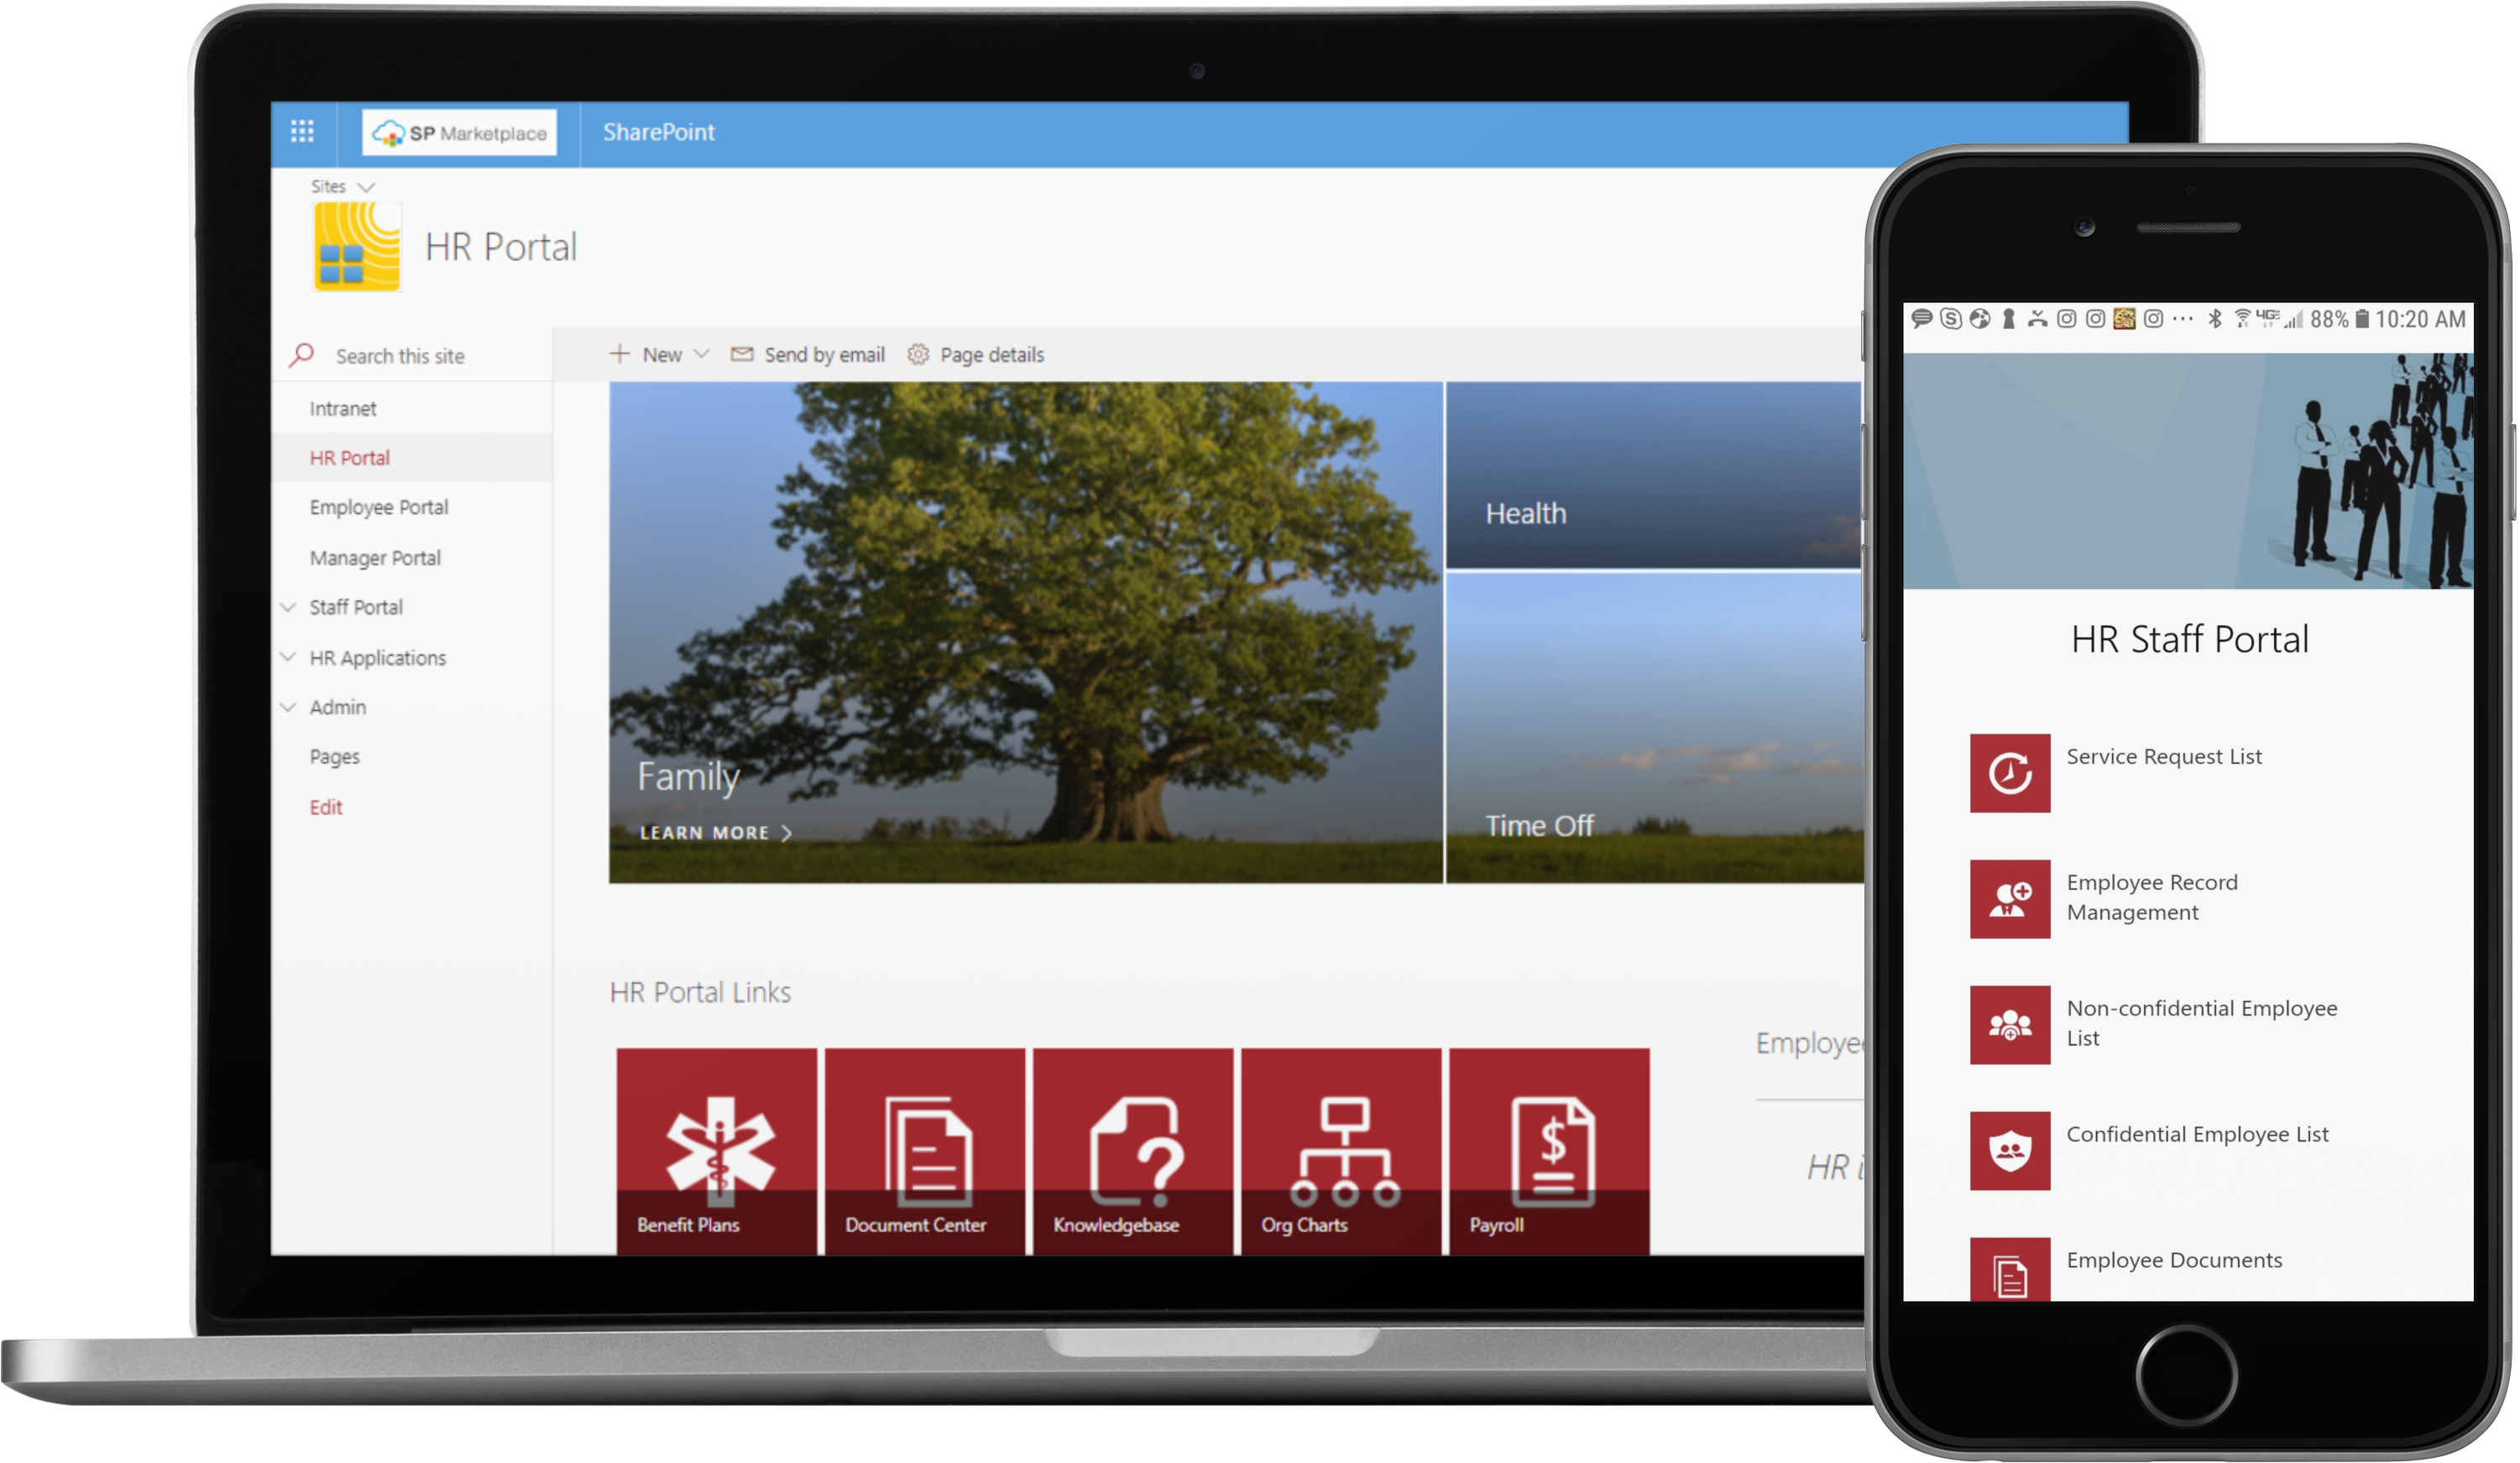 SP Marketplace
SharePoint
Sites
HR Portal
Search this site
New
Send by email
Page details
Intranet
HR Portal
Employee Portal
Manager Portal
Staff Portal
HR Applications
Admin
Pages
Edit
Family
LEARN MORE
Health
Time Off
HR Portal Links
Benefit Plans
Document Center
Knowledgebase
Org Charts
Payroll
HR
88% 10:20 AM
HR Staff Portal
Service Request List
Employee Record
Management
Non-confidential Employee
List
Confidential Employee List
Employee Documents